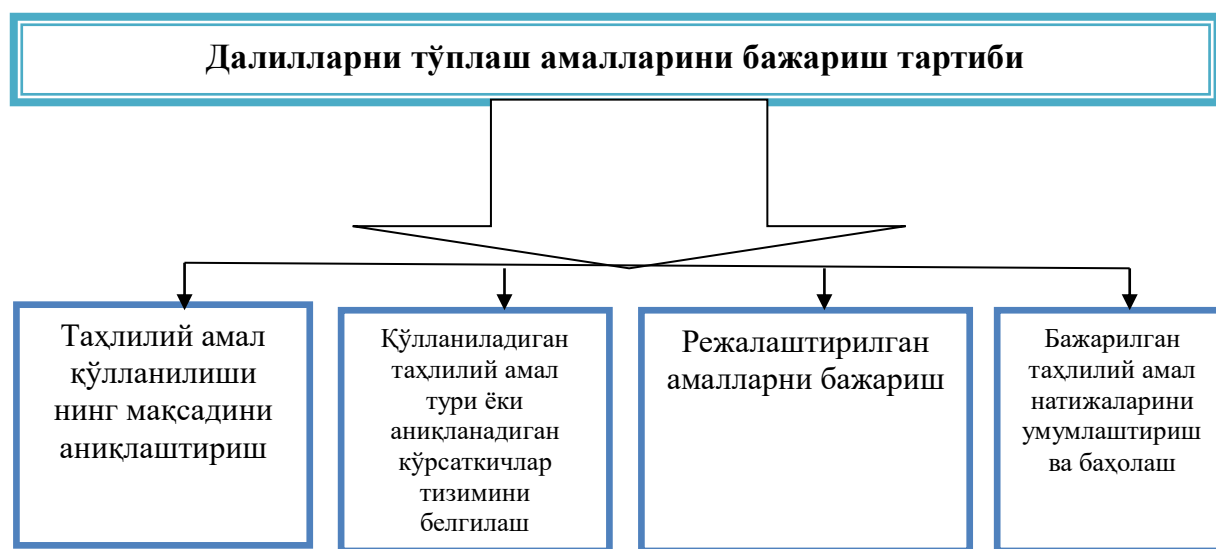 Далилларни тўплаш амалларини бажариш тартиби
Таҳлилий амал
қўлланилиши
нинг мақсадини
аниқлаштириш
Қўлланиладиган
таҳлилий амал
тури ёки
аниқланадиган
кўрсаткичлар
тизимини
белгилаш
Режалаштирилган
амалларни бажариш
Бажарилган
таҳлилий амал
натижаларини
умумлаштириш
ва баҳолаш